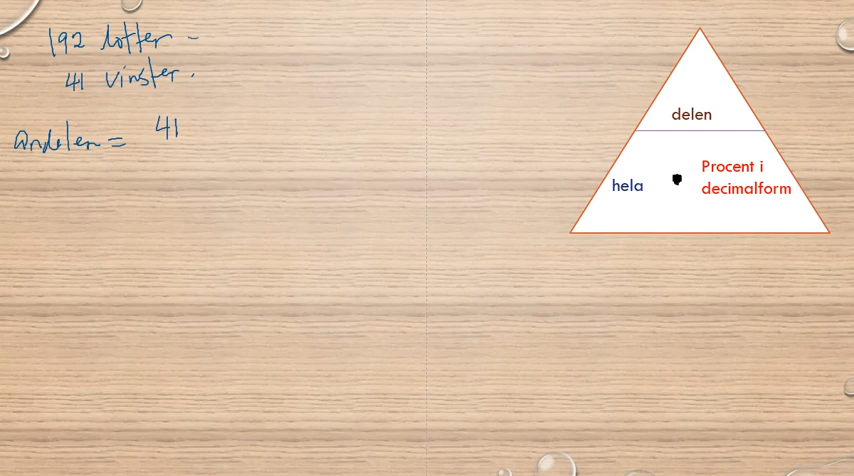 192 lotter -
41 vinster.
andelen = 41
delen
hela • Procent i
decimalform